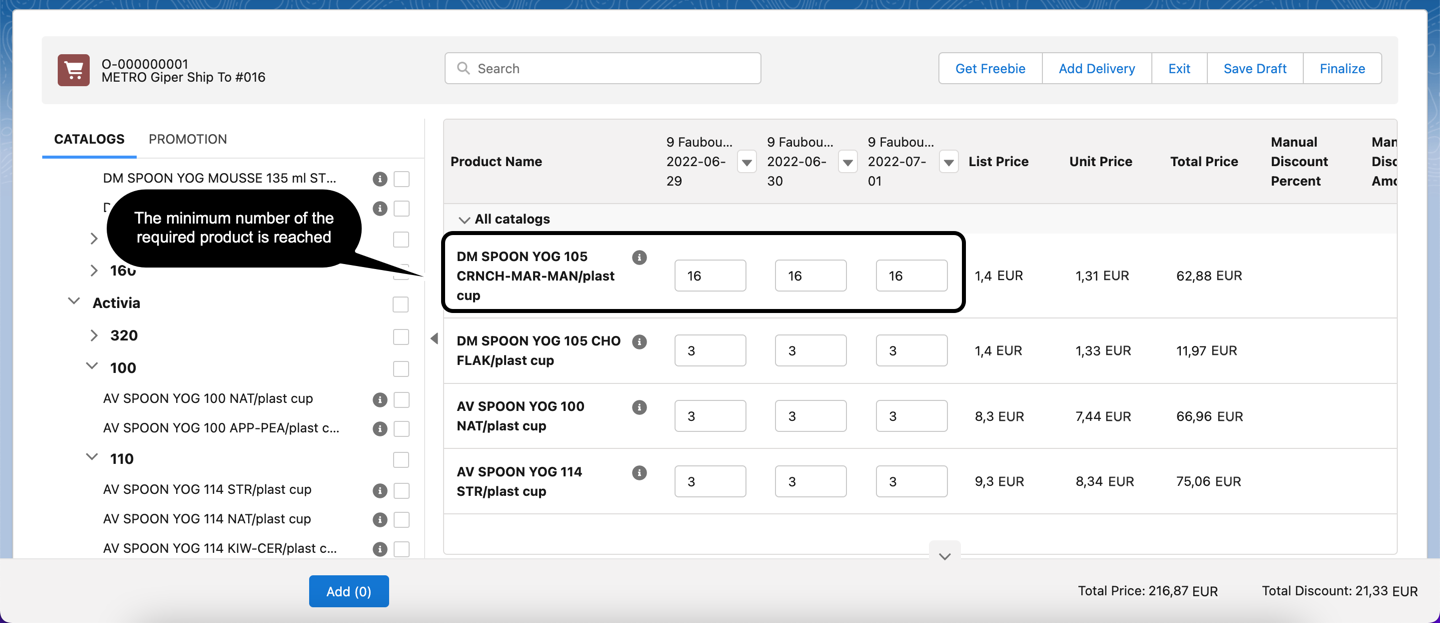 O-000000001
METRO Giper Ship To #016
Search
Get Freebie
Add Delivery
Exit
Save Draft
Finalize
CATALOGS
PROMOTION
DM SPOON YOG MOUSSE 135 ml ST...
The minimum number of the
required product is reached
160
Activia
320
100
AV SPOON YOG 100 NAT/plast cup
AV SPOON YOG 100 APP-PEA/plast c...
110
AV SPOON YOG 114 STR/plast cup
AV SPOON YOG 114 NAT/plast cup
AV SPOON YOG 114 KIW-CER/plast c...
Product Name
9 Faubou...
2022-06-
29
9 Faubou...
2022-06-
30
9 Faubou...
2022-07-
01
List Price
Unit Price
Total Price
Manual
Discount
Percent
Man
Disc
Amo
All catalogs
DM SPOON YOG 105
CRNCH-MAR-MAN/plast
cup
16
16
16
1,4 EUR
1,31 EUR
62,88 EUR
DM SPOON YOG 105 CHO
FLAK/plast cup
3
3
3
1,4 EUR
1,33 EUR
11,97 EUR
AV SPOON YOG 100
NAT/plast cup
3
3
3
8,3 EUR
7,44 EUR
66,96 EUR
AV SPOON YOG 114
STR/plast cup
3
3
3
9,3 EUR
8,34 EUR
75,06 EUR
Add (0)
Total Price: 216,87 EUR
Total Discount: 21,33 EUR